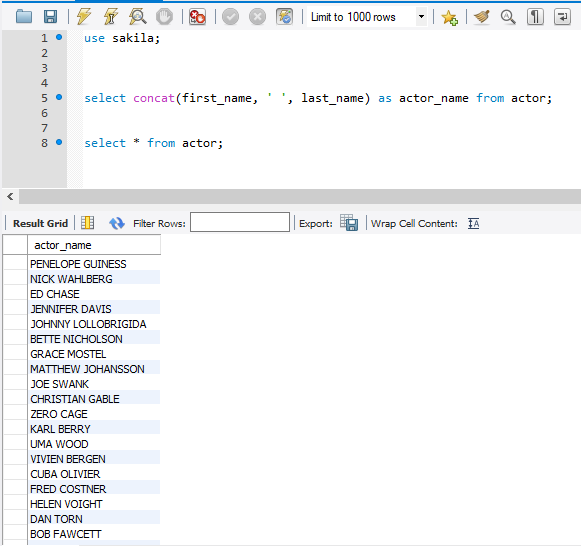 Limit to 1000 rows
1 use sakila;
2
3
4
5 select concat(first_name, ' ', last_name) as actor_name from actor;
6
7
8 select * from actor;
Result Grid Filter Rows: Export: Wrap Cell Content:
actor_name
PENELOPE GUINESS
NICK WAHLBERG
ED CHASE
JENNIFER DAVIS
JOHNNY LOLLOBRIGIDA
BETTE NICHOLSON
GRACE MOSTEL
MATTHEW JOHANSSON
JOE SWANK
CHRISTIAN GABLE
ZERO CAGE
KARL BERRY
UMA WOOD
VIVIEN BERGEN
CUBA OLIVIER
FRED COSTNER
HELEN VOIGHT
DAN TORN
BOB FAWCETT